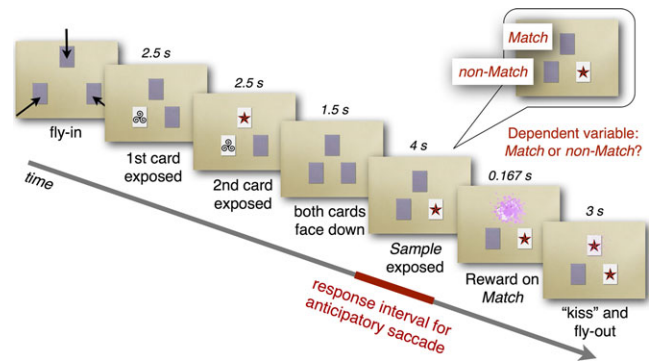 fly-in
2.5 s
1st card
exposed
2.5 s
2nd card
exposed
1.5 s
both cards
face down
4 s
Sample
exposed
0.167 s
Reward on
Match
3 s
“kiss” and
fly-out
Match
non-Match
Dependent variable:
Match or non-Match?
time
response interval for
anticipatory saccade